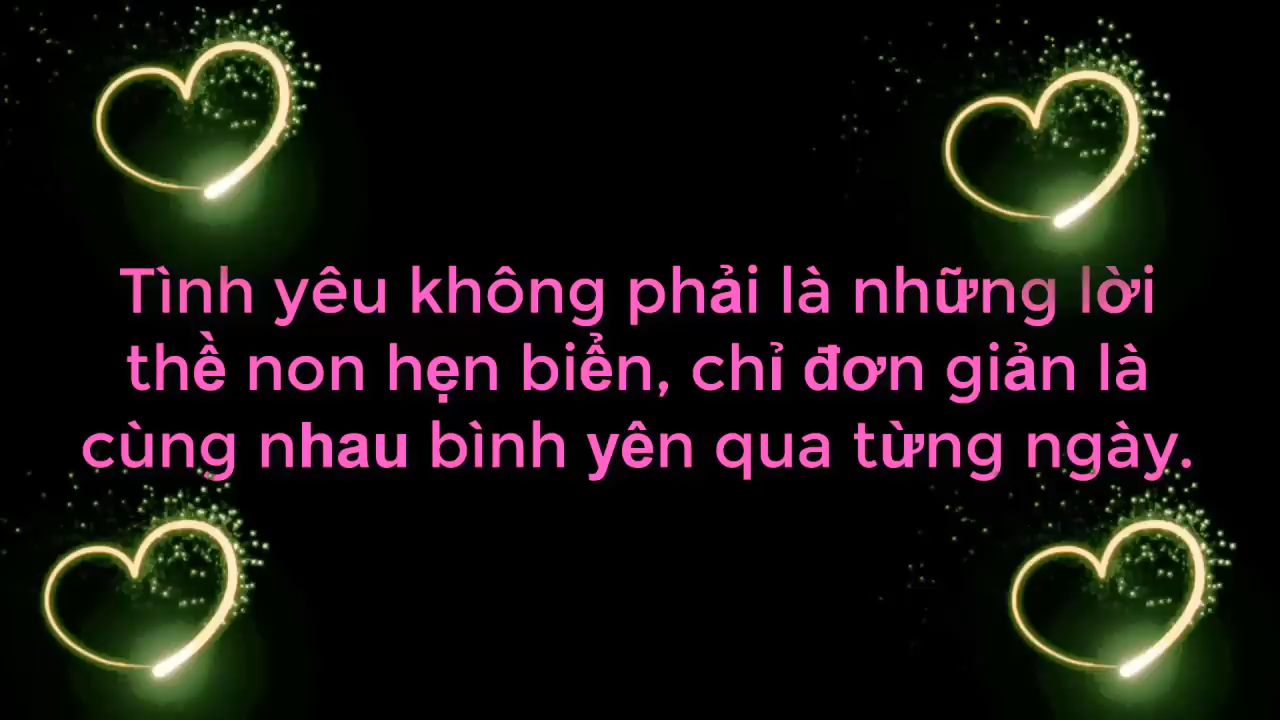 Tình yêu không phải là những lời
thề non hẹn biển, chỉ đơn giản là
cùng nhau bình yên qua từng ngày.